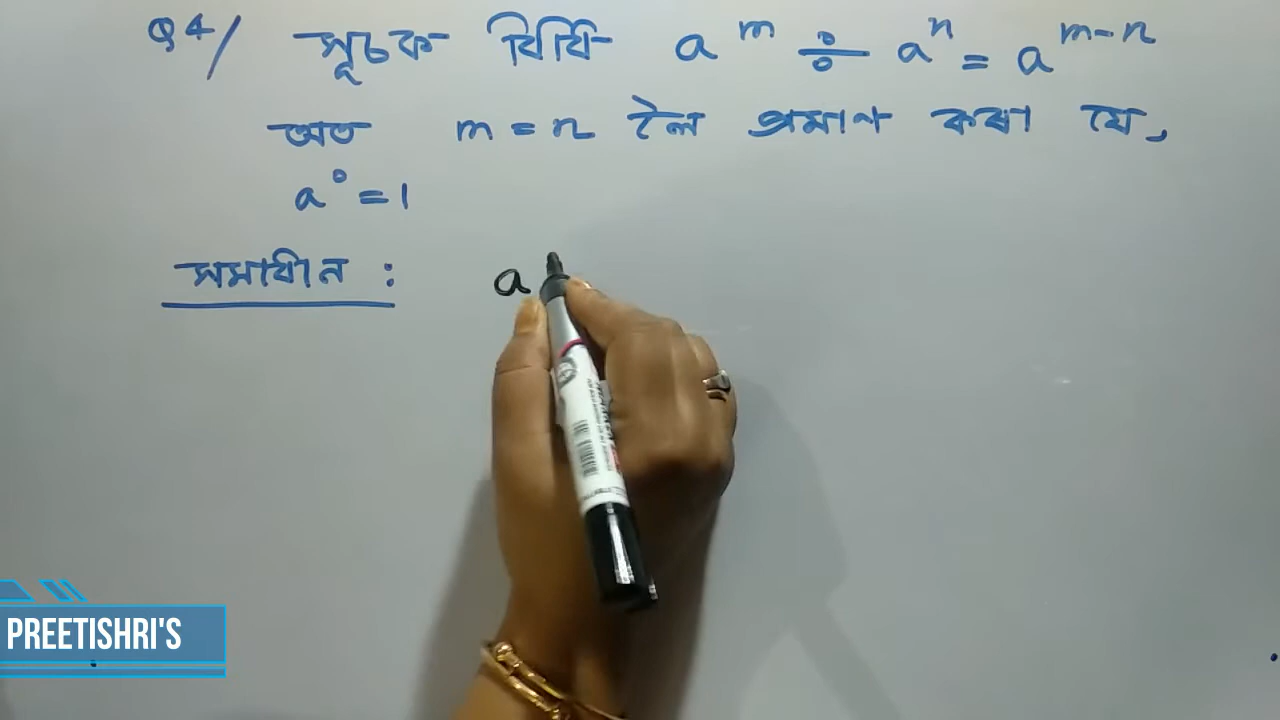 Q4/ সূচক বিধি a^m ÷ a^n = a^{m-n}
অত m = n লৈ প্ৰমাণ কৰা যে,
a° = 1
সমাধান : a
PREETISHRI'S